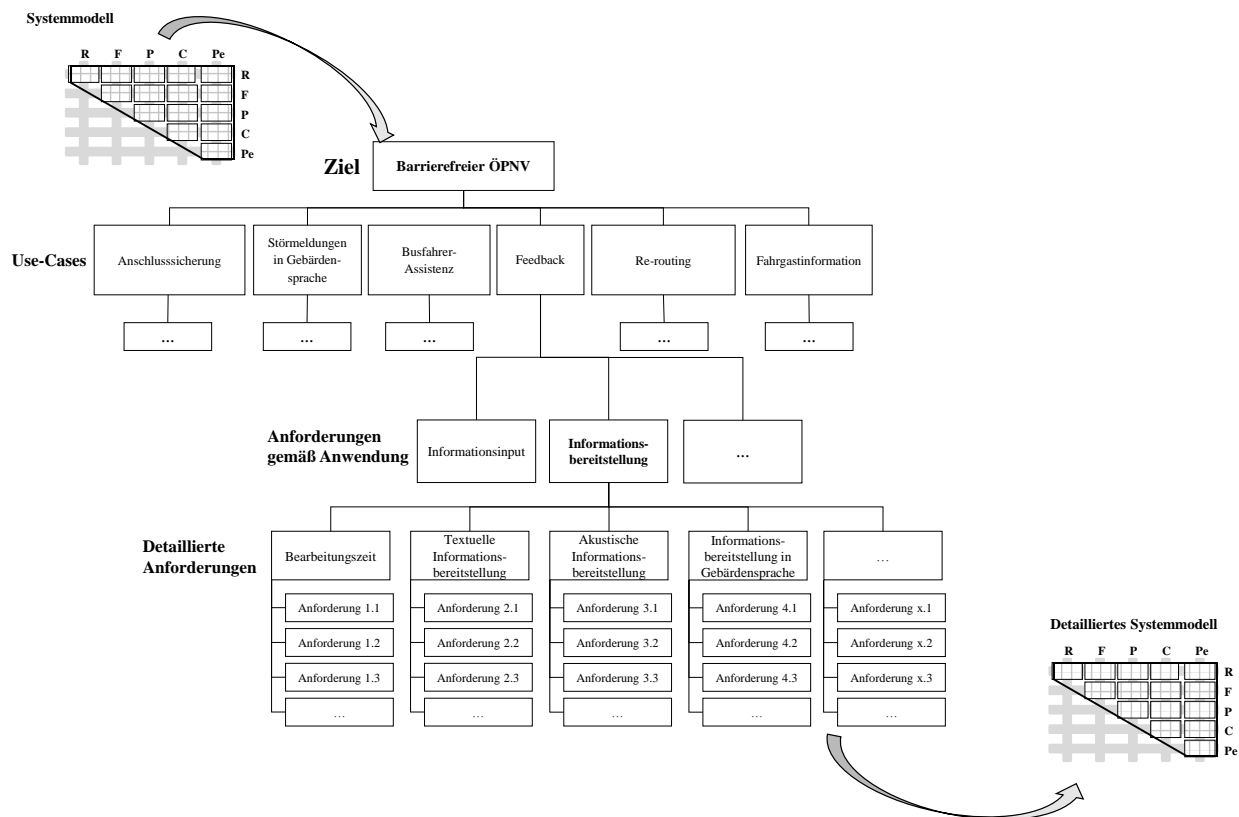 Systemmodell
R F P C Pe
R
F
P
C
Pe
Ziel
Barrierefreier ÖPNV
Use-Cases
Anschlusssicherung
Störmeldungen
in Gebärden-
sprache
Busfahrer-
Assistenz
Feedback
Re-routing
Fahrgastinformation
…
…
…
…
…
Anforderungen
gemäß Anwendung
Informationsinput
Informations-
bereitstellung
…
Detaillierte
Anforderungen
Bearbeitungszeit
Textuelle
Informations-
bereitstellung
Akustische
Informations-
bereitstellung
Informations-
bereitstellung in
Gebärdensprache
…
Anforderung 1.1
Anforderung 1.2
Anforderung 1.3
…
Anforderung 2.1
Anforderung 2.2
Anforderung 2.3
…
Anforderung 3.1
Anforderung 3.2
Anforderung 3.3
…
Anforderung 4.1
Anforderung 4.2
Anforderung 4.3
…
Anforderung x.1
Anforderung x.2
Anforderung x.3
…
Detailliertes Systemmodell
R F P C Pe
R
F
P
C
Pe